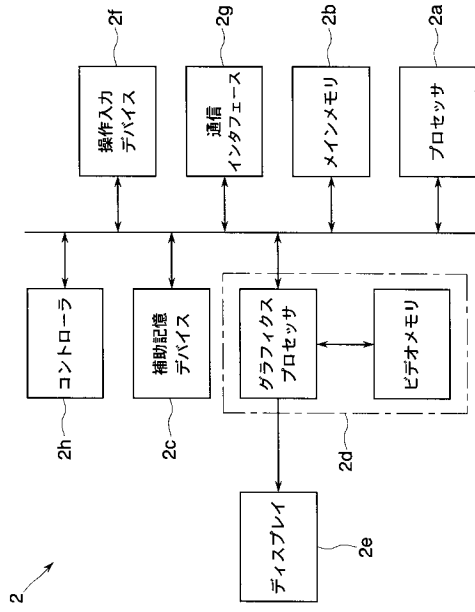 2
2h
コントローラ
2c
補助記憶
デバイス
2d
グラフィクス
プロセッサ
ビデオメモリ
ディスプレイ
2e
操作入力
デバイス
2f
通信
インタフェース
2g
メインメモリ
2b
プロセッサ
2a